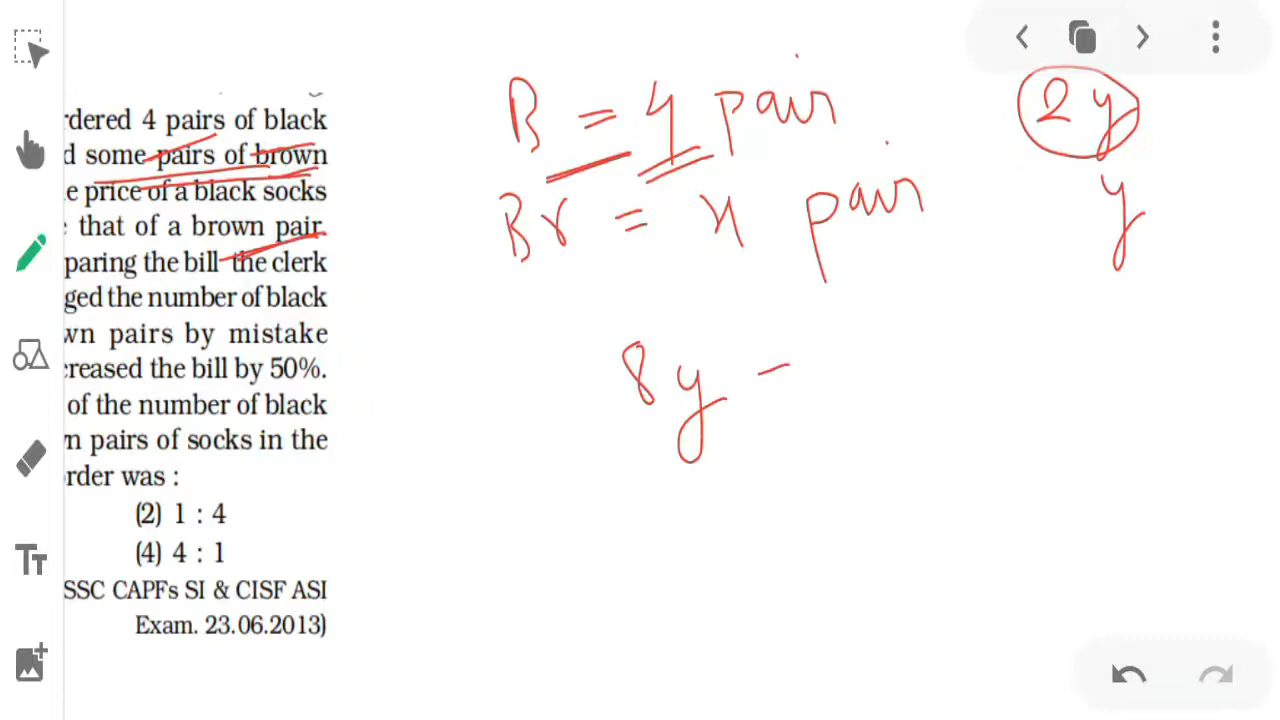 rdered 4 pairs of black
d some pairs of brown
e price of a black socks
that of a brown pair.
paring the bill the clerk
ged the number of black
wn pairs by mistake
creased the bill by 50%.
of the number of black
n pairs of socks in the
rder was :
(2) 1 : 4
(4) 4 : 1
SSC CAPFs SI & CISF ASI
Exam. 23.06.2013)
B = 4 pair
2y
Br = x pair
y
8y -
TT